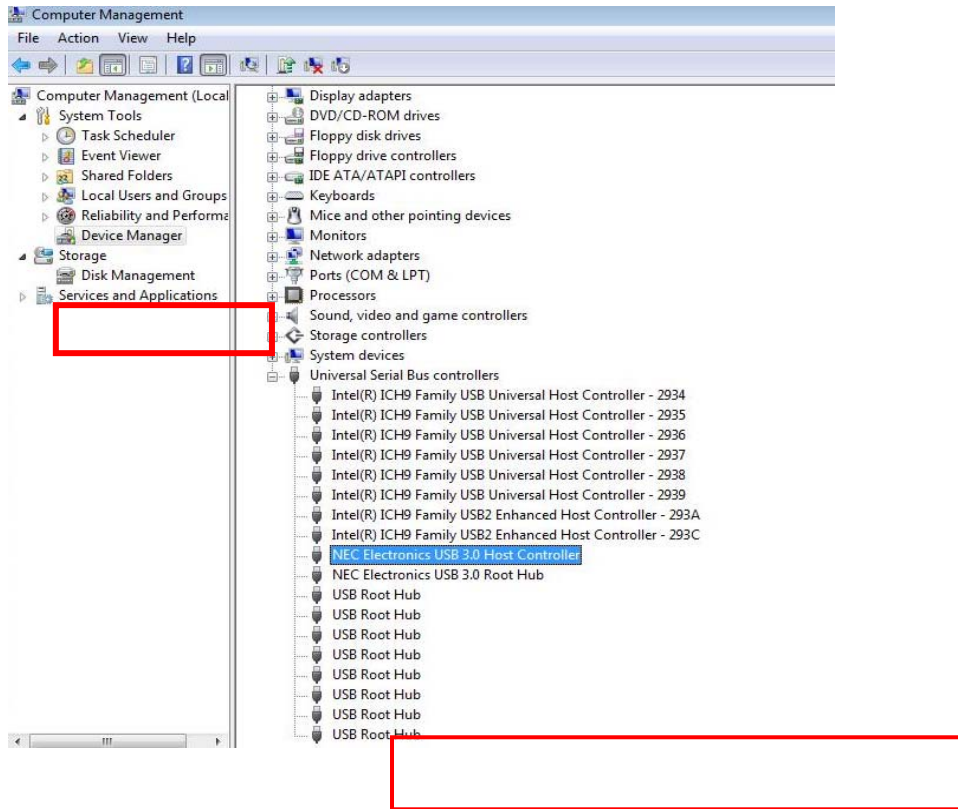 Computer Management
File Action View Help
Computer Management (Local
System Tools
Task Scheduler
Event Viewer
Shared Folders
Local Users and Groups
Reliability and Performa
Device Manager
Storage
Disk Management
Services and Applications
Display adapters
DVD/CD-ROM drives
Floppy disk drives
Floppy drive controllers
IDE ATA/ATAPI controllers
Keyboards
Mice and other pointing devices
Monitors
Network adapters
Ports (COM & LPT)
Processors
Sound, video and game controllers
Storage controllers
System devices
Universal Serial Bus controllers
Intel(R) ICH9 Family USB Universal Host Controller - 2934
Intel(R) ICH9 Family USB Universal Host Controller - 2935
Intel(R) ICH9 Family USB Universal Host Controller - 2936
Intel(R) ICH9 Family USB Universal Host Controller - 2937
Intel(R) ICH9 Family USB Universal Host Controller - 2938
Intel(R) ICH9 Family USB Universal Host Controller - 2939
Intel(R) ICH9 Family USB2 Enhanced Host Controller - 293A
Intel(R) ICH9 Family USB2 Enhanced Host Controller - 293C
NEC Electronics USB 3.0 Host Controller
NEC Electronics USB 3.0 Root Hub
USB Root Hub
USB Root Hub
USB Root Hub
USB Root Hub
USB Root Hub
USB Root Hub
USB Root Hub
USB Root Hub